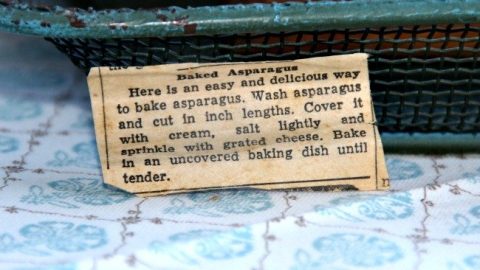 Baked Asparagus
Here is an easy and delicious way
to bake asparagus. Wash asparagus
and cut in inch lengths. Cover it
with cream, salt lightly and
sprinkle with grated cheese. Bake
in an uncovered baking dish until
tender.